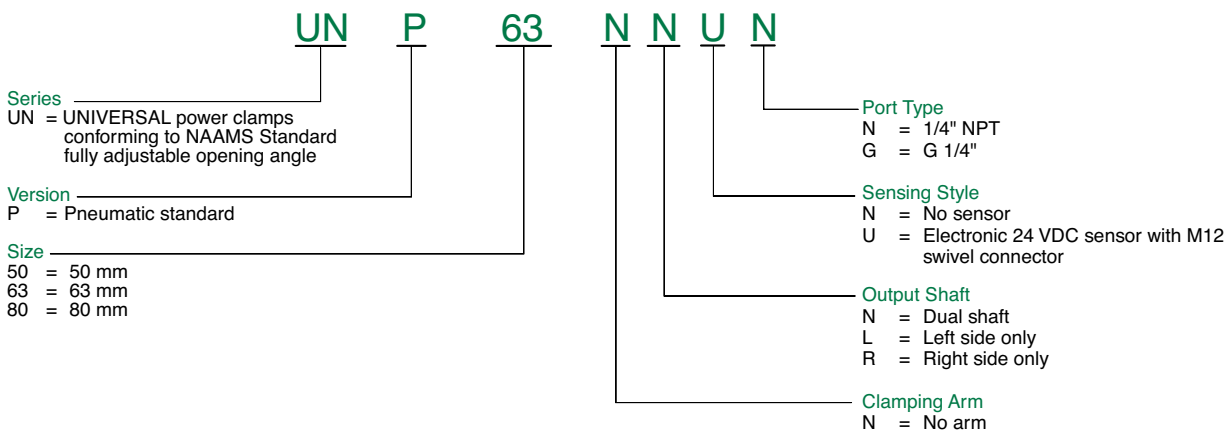 UN P 63 N N U N
Series
UN = UNIVERSAL power clamps
conforming to NAAMS Standard
fully adjustable opening angle
Version
P = Pneumatic standard
Size
50 = 50 mm
63 = 63 mm
80 = 80 mm
Port Type
N = 1/4" NPT
G = G 1/4"
Sensing Style
N = No sensor
U = Electronic 24 VDC sensor with M12
swivel connector
Output Shaft
N = Dual shaft
L = Left side only
R = Right side only
Clamping Arm
N = No arm